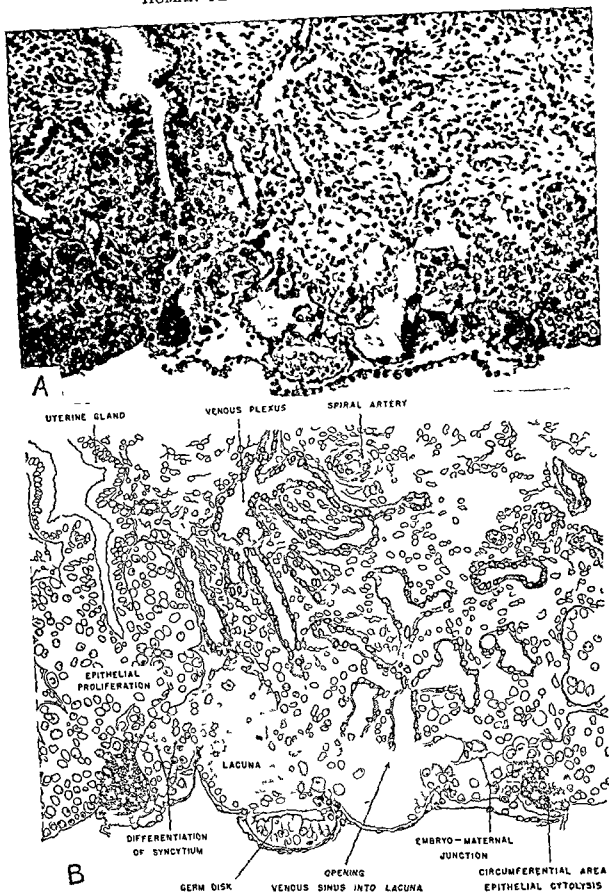 A
UTERINE GLAND
VENOUS PLEXUS
SPIRAL ARTERY
EPITHELIAL
PROLIFERATION
LACUNA
DIFFERENTIATION
OF SYNCYTIUM
GERM DISK
OPENING
VENOUS SINUS INTO LACUNA
EMBRYO-MATERNAL
JUNCTION
CIRCUMFERENTIAL AREA
EPITHELIAL CYTOLYSIS
B